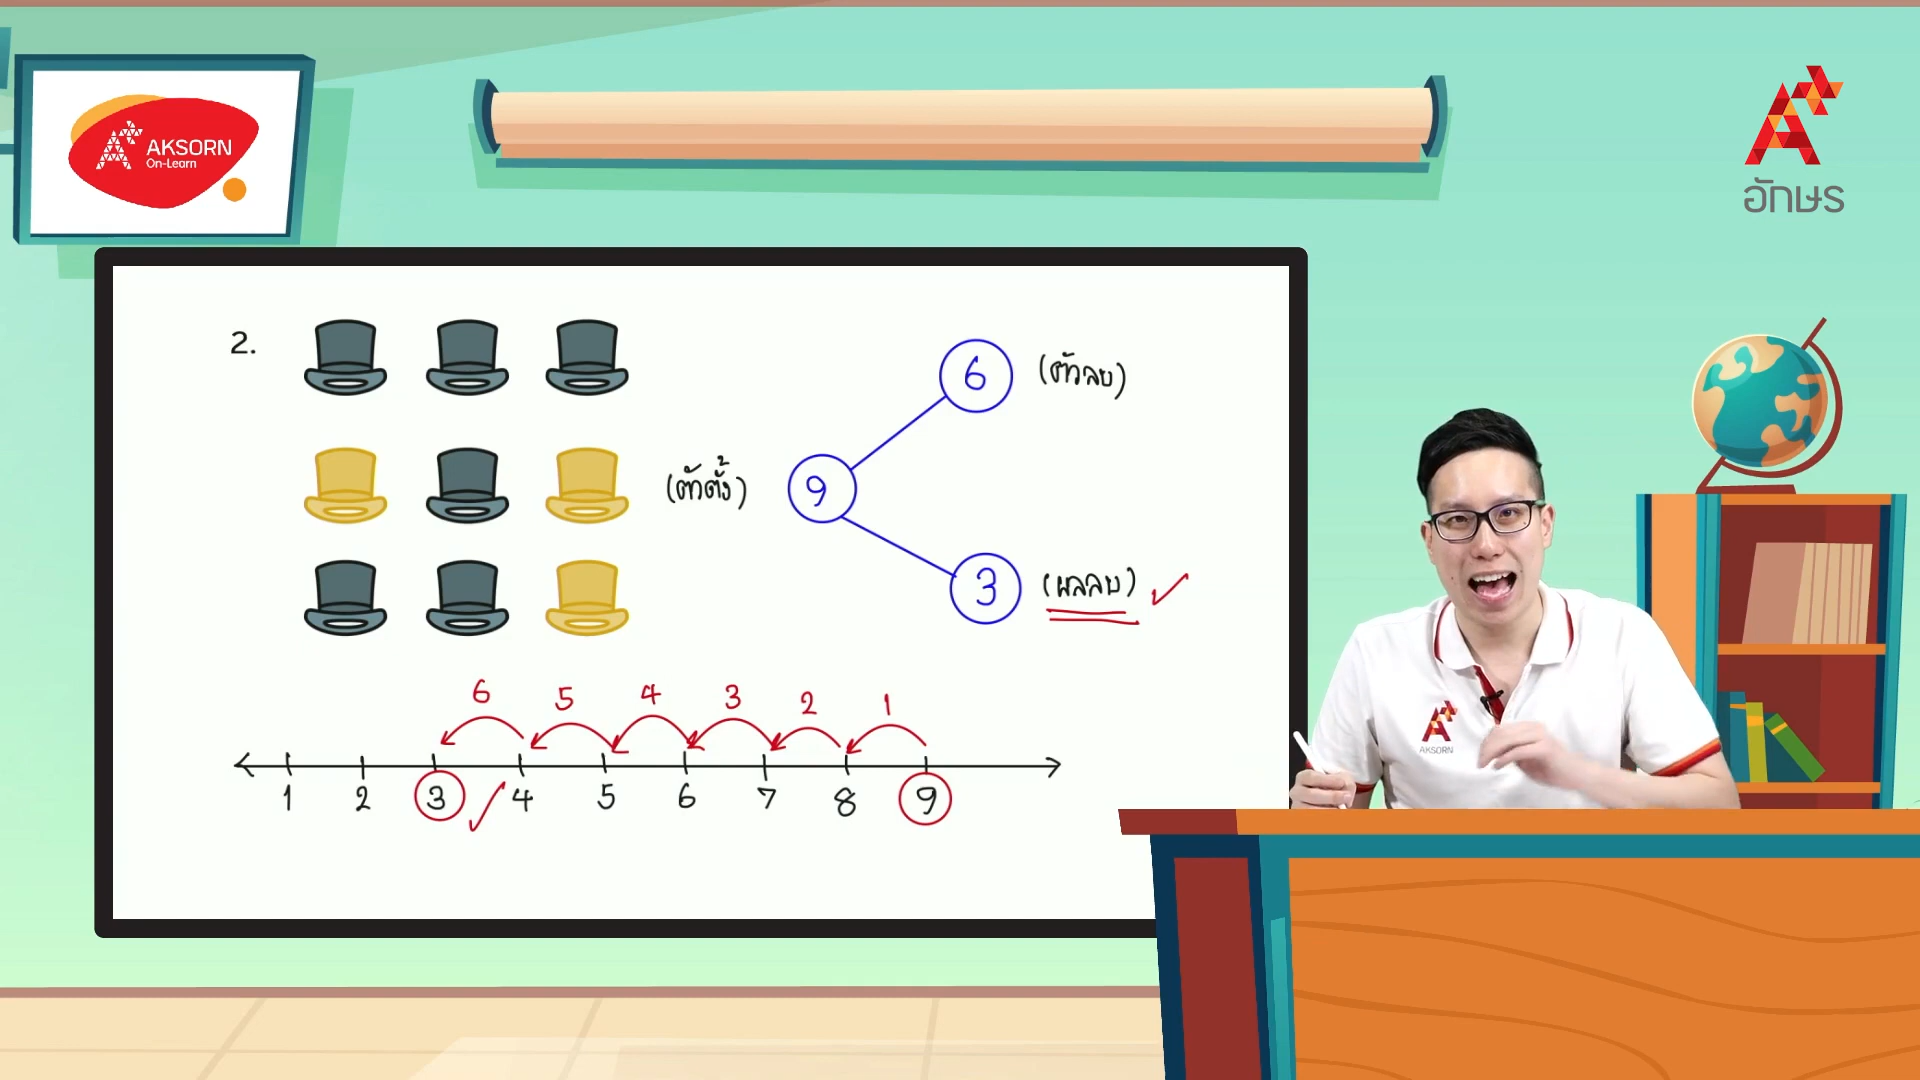 AKSORN
On-Learn
อักษร
2.
6 (ตัวลบ)
(ตัวตั้ง) 9
3 (ผลลบ)
6 5 4 3 2 1
1 2 3 4 5 6 7 8 9
AKSORN